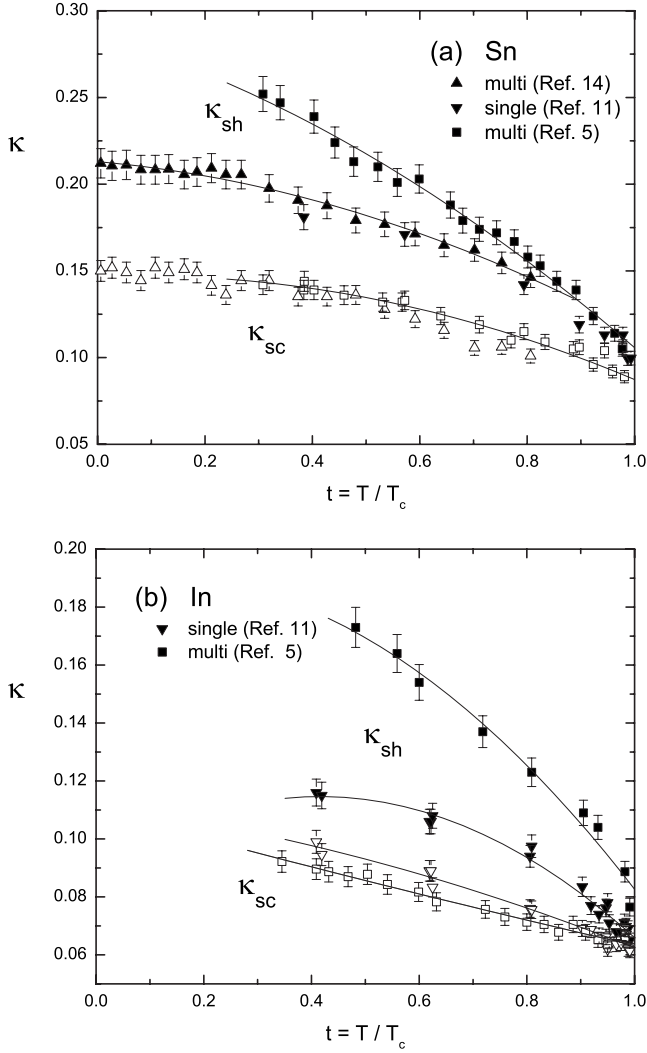 0.30
(a) Sn
multi (Ref. 14)
single (Ref. 11)
multi (Ref. 5)
0.25
κsh
κ
0.20
0.15
κsc
0.10
0.05
0.0 0.2 0.4 0.6 0.8 1.0
t = T / Tc
0.20
(b) In
single (Ref. 11)
multi (Ref. 5)
0.18
0.16
κ
κsh
0.14
0.12
0.10
κsc
0.08
0.06
0.0 0.2 0.4 0.6 0.8 1.0
t = T / Tc